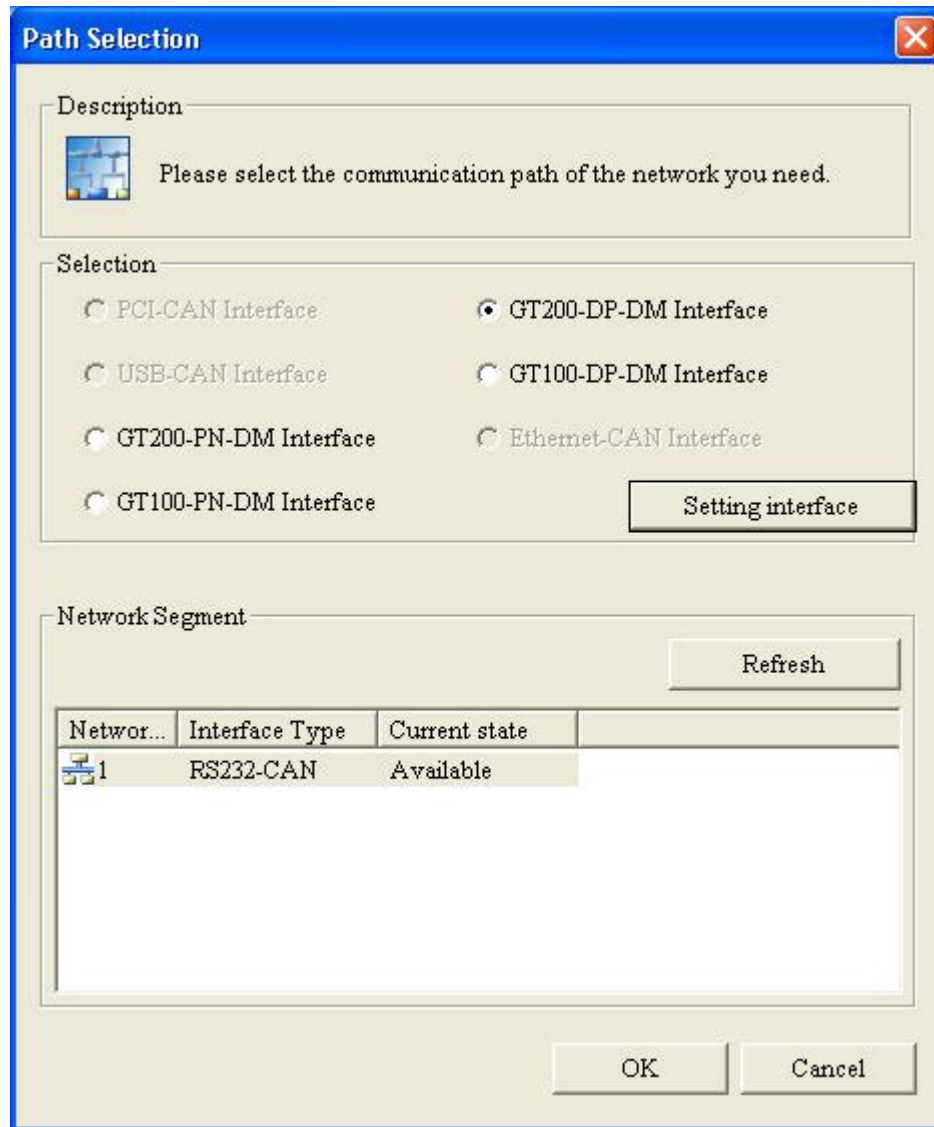 Path Selection
Description
Please select the communication path of the network you need.
Selection
PCI-CAN Interface
GT200-DP-DM Interface
USB-CAN Interface
GT100-DP-DM Interface
GT200-PN-DM Interface
Ethernet-CAN Interface
GT100-PN-DM Interface
Setting interface
Network Segment
Refresh
Networ... Interface Type Current state
1 RS232-CAN Available
OK Cancel